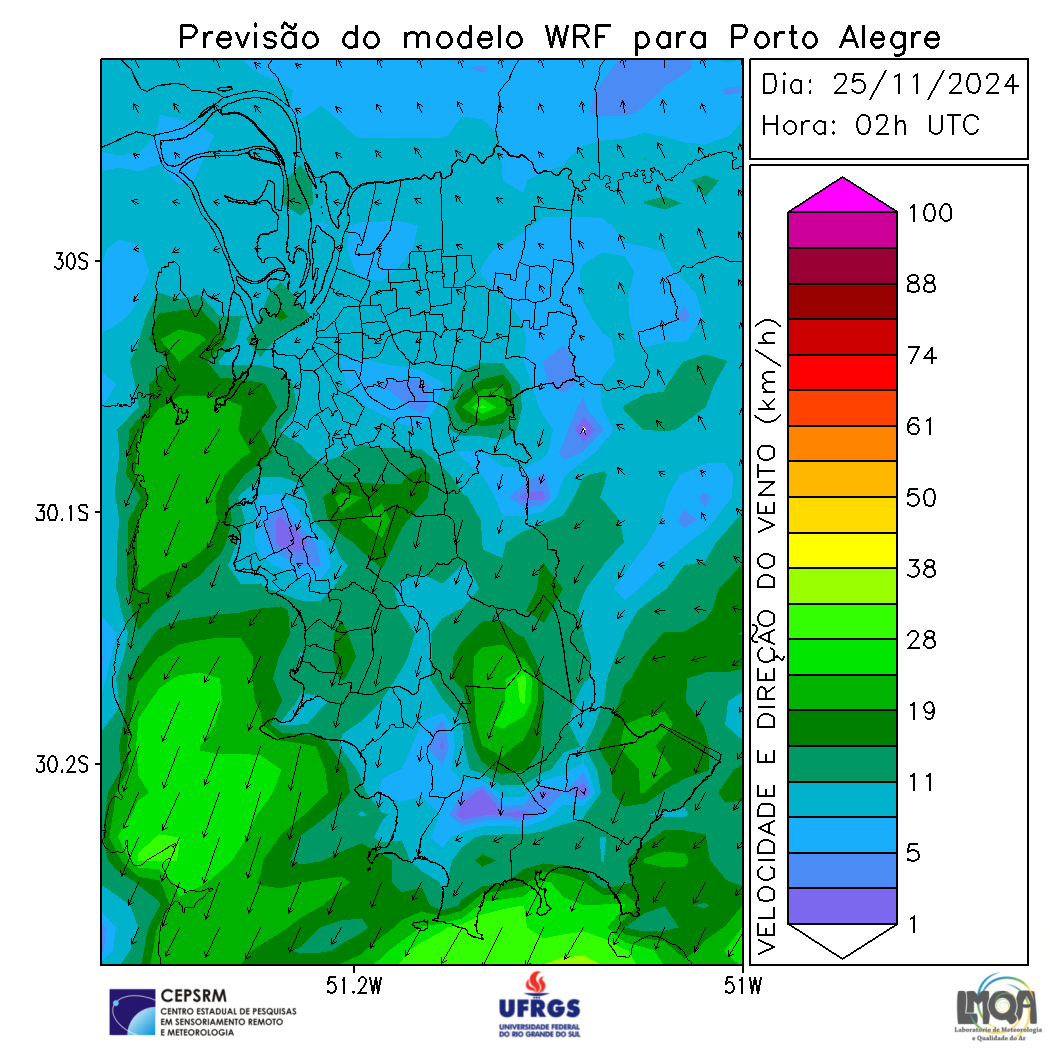 Previsão do modelo WRF para Porto Alegre
Dia: 25/11/2024
Hora: 02h UTC
30S
30.1S
30.2S
51.2W
51W
VELOCIDADE E DIREÇÃO DO VENTO (km/h)
100
88
74
61
50
38
28
19
11
5
1
CEPSRM
CENTRO ESTADUAL DE PESQUISAS
EM SENSORIAMENTO REMOTO
E METEOROLOGIA
UFRGS
UNIVERSIDADE FEDERAL
DO RIO GRANDE DO SUL
LMQA
Laboratório de Meteorologia
e Qualidade do Ar